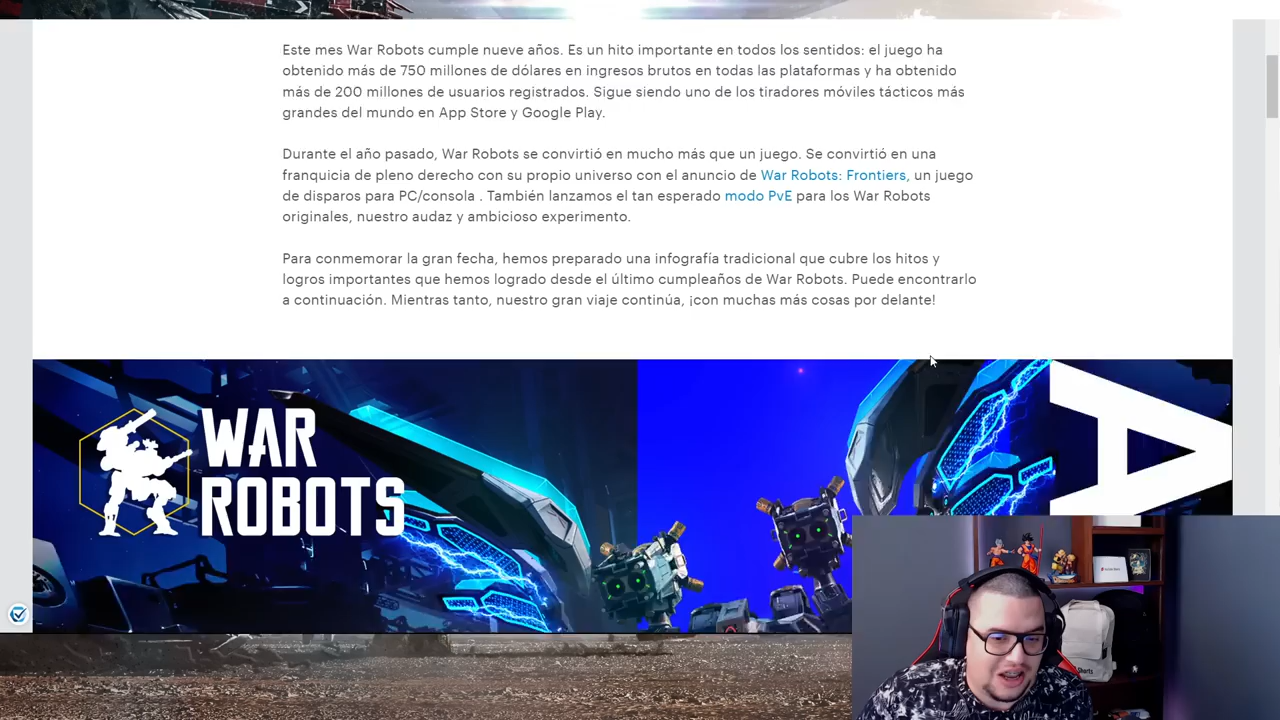 Este mes War Robots cumple nueve años. Es un hito importante en todos los sentidos: el juego ha
obtenido más de 750 millones de dólares en ingresos brutos en todas las plataformas y ha obtenido
más de 200 millones de usuarios registrados. Sigue siendo uno de los tiradores móviles tácticos más
grandes del mundo en App Store y Google Play.
Durante el año pasado, War Robots se convirtió en mucho más que un juego. Se convirtió en una
franquicia de pleno derecho con su propio universo con el anuncio de War Robots: Frontiers, un juego
de disparos para PC/consola . También lanzamos el tan esperado modo PvE para los War Robots
originales, nuestro audaz y ambicioso experimento.
Para conmemorar la gran fecha, hemos preparado una infografía tradicional que cubre los hitos y
logros importantes que hemos logrado desde el último cumpleaños de War Robots. Puede encontrarlo
a continuación. Mientras tanto, nuestro gran viaje continúa, ¡con muchas más cosas por delante!
WAR
ROBOTS
A